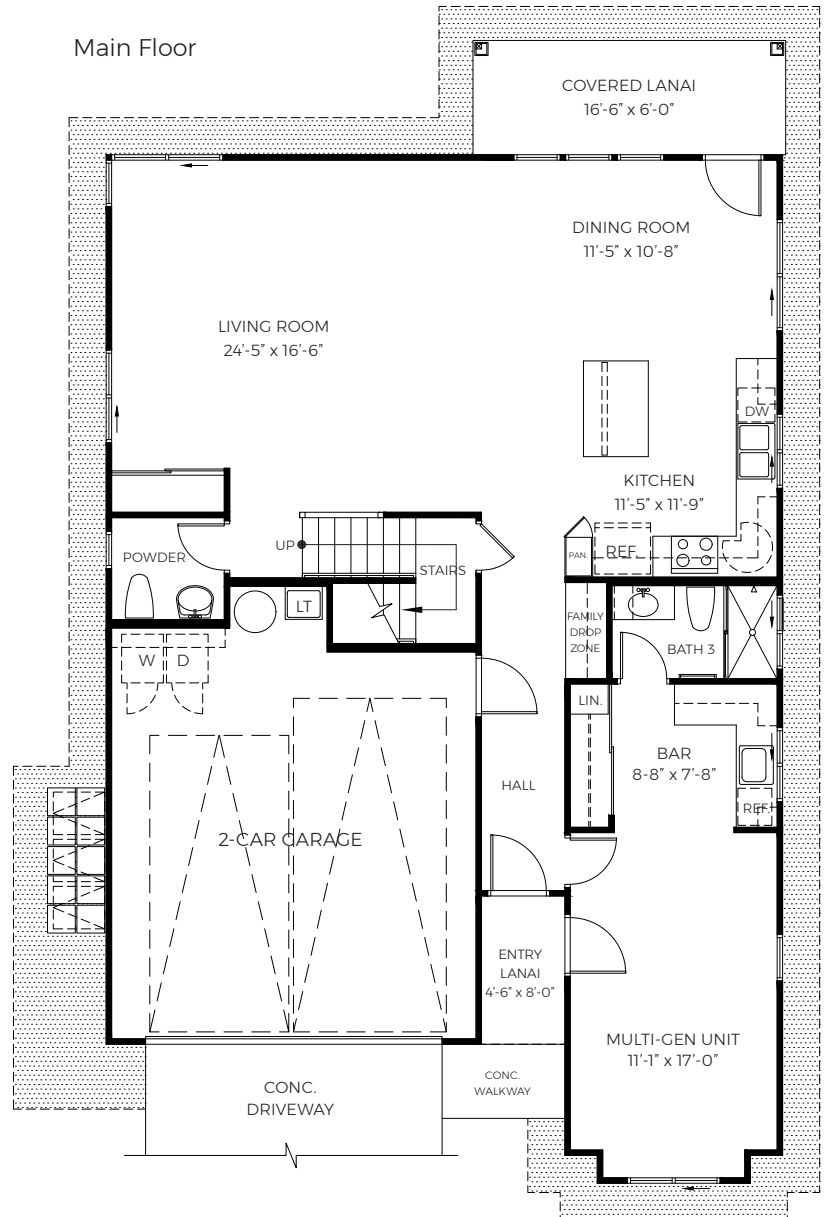 Main Floor
COVERED LANAI
16'-6" x 6'-0"
DINING ROOM
11'-5" x 10'-8"
LIVING ROOM
24'-5" x 16'-6"
DW
KITCHEN
11'-5" x 11'-9"
UP
PAN.
REF.
POWDER
STAIRS
LT
FAMILY
DROP
ZONE
BATH 3
W
D
LIN.
BAR
8-8" x 7'-8"
HALL
REF.
2-CAR GARAGE
ENTRY
LANAI
4'-6" x 8'-0"
MULTI-GEN UNIT
11'-1" x 17'-0"
CONC.
WALKWAY
CONC.
DRIVEWAY